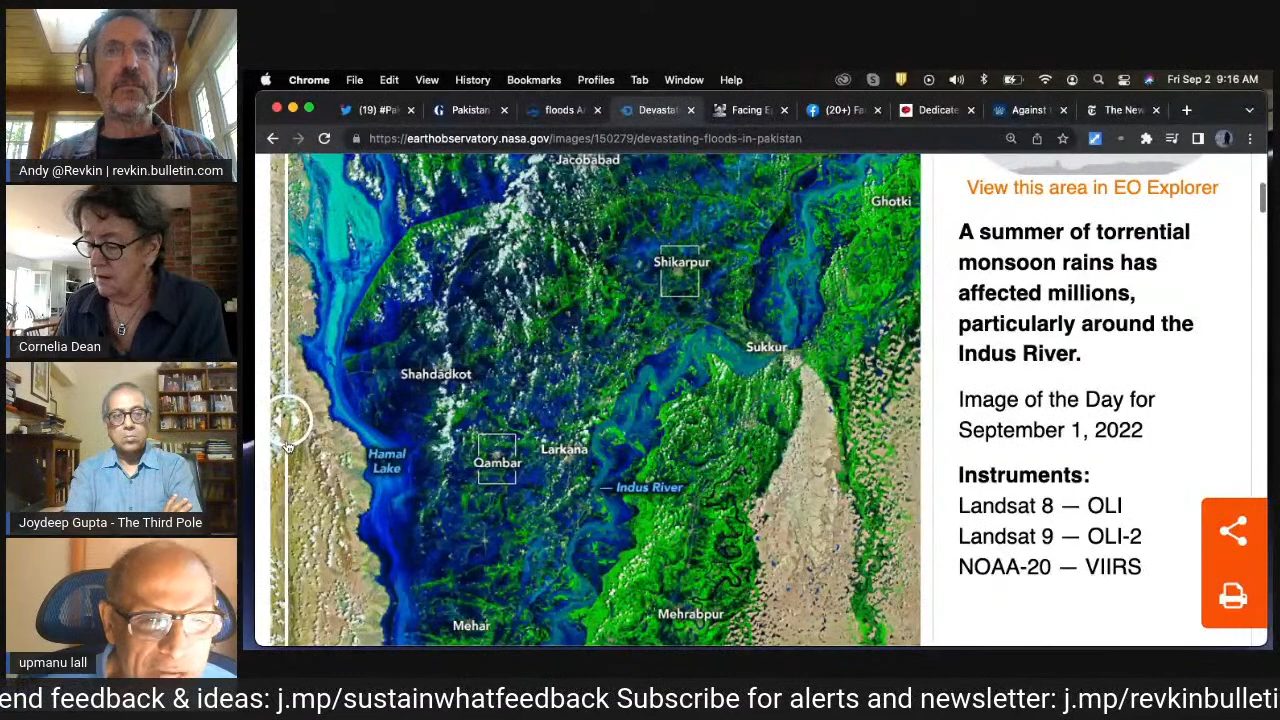 Andy @Revkin | revkin.bulletin.com
Cornelia Dean
Joydeep Gupta - The Third Pole
upmanu lall
Chrome File Edit View History Bookmarks Profiles Tab Window Help
Fri Sep 2 9:16 AM
(19) #Pa
Pakistan
floods A
Devasta
Facing E
(20+) Fa
Dedicate
Against
The New
https://earthobservatory.nasa.gov/images/150279/devastating-floods-in-pakistan
Jacobabad
Ghotki
Shikarpur
Sukkur
Shahdadkot
Hamal
Lake
Qambar
Larkana
Indus River
Mehrabpur
Mehar
View this area in EO Explorer
A summer of torrential
monsoon rains has
affected millions,
particularly around the
Indus River.
Image of the Day for
September 1, 2022
Instruments:
Landsat 8 — OLI
Landsat 9 — OLI-2
NOAA-20 — VIIRS
end feedback & ideas: j.mp/sustainwhatfeedback Subscribe for alerts and newsletter: j.mp/revkinbulleti